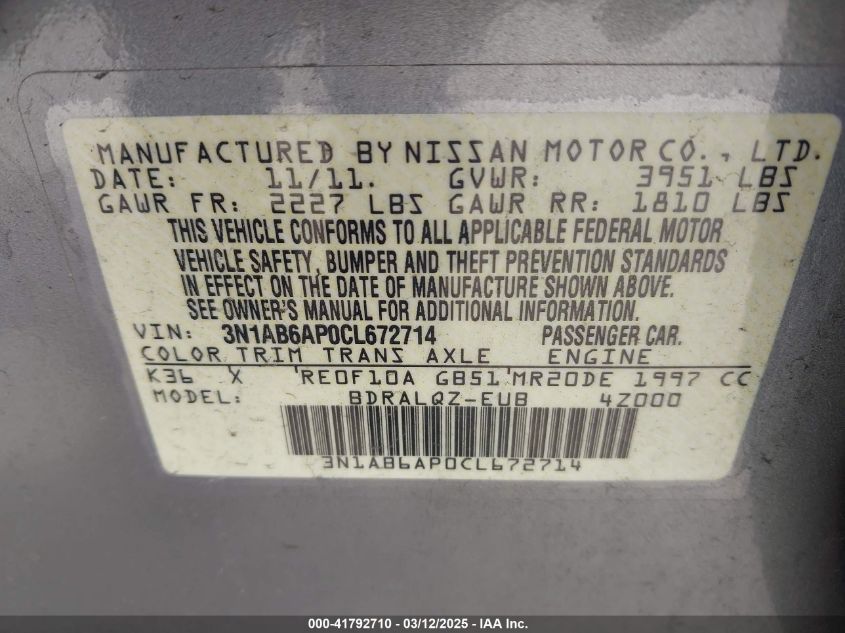 MANUFACTURED BY NISSAN MOTOR CO., LTD.
DATE: 11/11. GVWR: 3951 LBS
GAWR FR: 2227 LBS GAWR RR: 1810 LBS
THIS VEHICLE CONFORMS TO ALL APPLICABLE FEDERAL MOTOR
VEHICLE SAFETY, BUMPER AND THEFT PREVENTION STANDARDS
IN EFFECT ON THE DATE OF MANUFACTURE SHOWN ABOVE.
SEE OWNER'S MANUAL FOR ADDITIONAL INFORMATION.
VIN: 3N1AB6AP0CL672714 PASSENGER CAR.
COLOR TRIM TRANS AXLE ENGINE
K36 X RE0F10A GB51 MR20DE 1997 CC
MODEL: BDRALQZ-EUB 4Z000
3N1AB6AP0CL672714
000-41792710 - 03/12/2025 - IAA Inc.